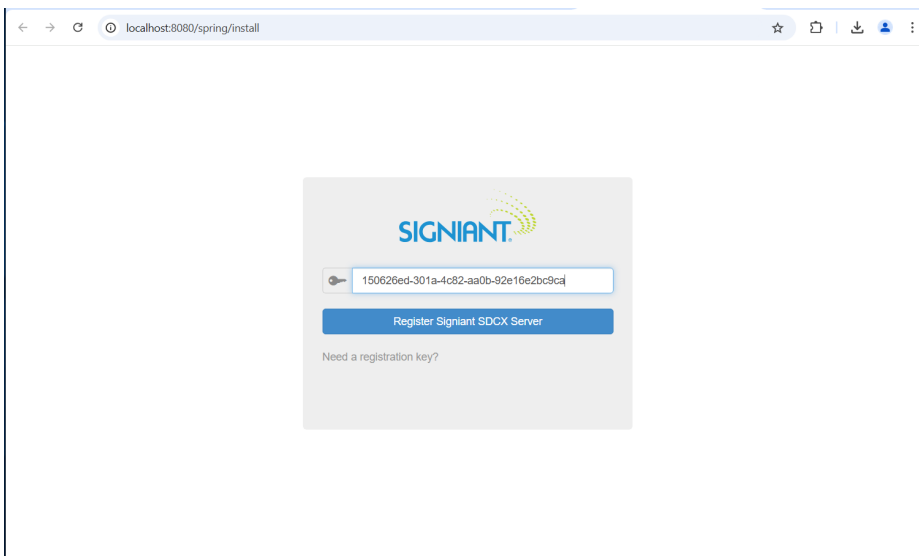 localhost:8080/spring/install
SIGNIANT
150626ed-301a-4c82-aa0b-92e16e2bc9ca
Register Signiant SDCX Server
Need a registration key?